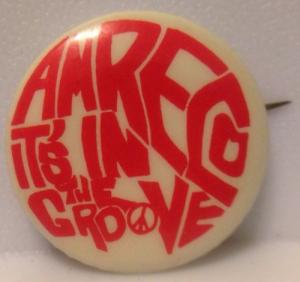 AMRECO
IT'S IN
THE
GROOVE